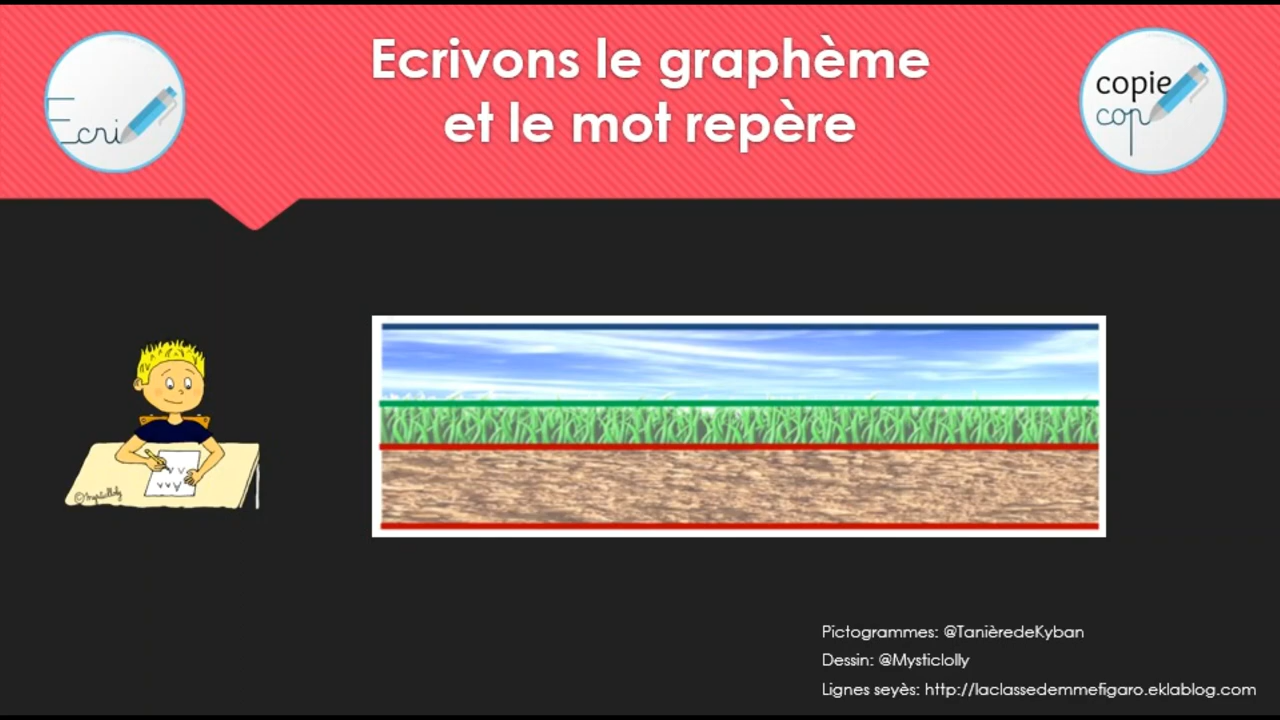 Ecrivons le graphème
et le mot repère
Ecri
copie
cop
©Mysticlolly
Pictogrammes: @TanièredeKyban
Dessin: @Mysticlolly
Lignes seyès: http://laclassedemmefigaro.eklablog.com